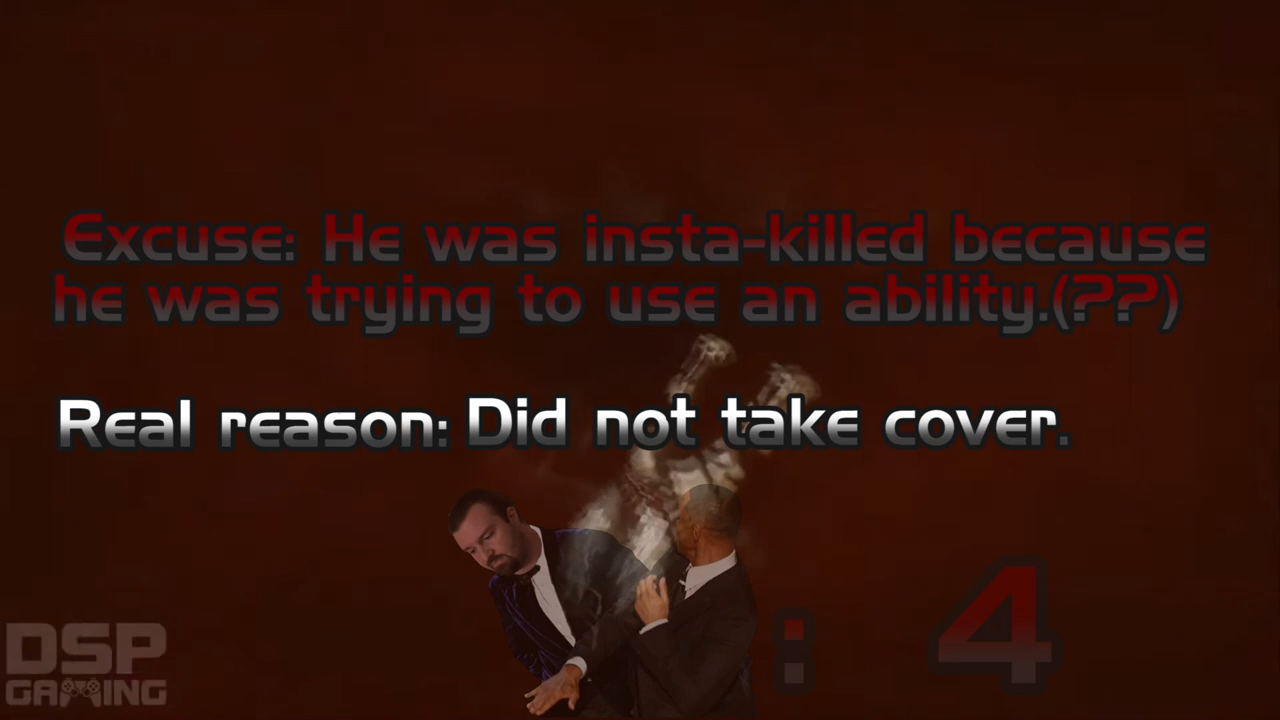 Excuse: He was insta-killed because
he was trying to use an ability.(??)
Real reason: Did not take cover.
: 4
DSP
GAMING